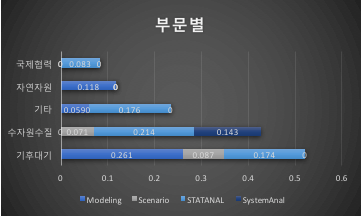 부문별
국제협력 0 0.083 0
자연자원 0.118 0
기타 0.0590 0.176 0
수자원수질 0 0.071 0.214 0.143
기후대기 0.261 0.087 0.174 0
0 0.1 0.2 0.3 0.4 0.5 0.6
Modeling Scenario STATANAL SystemAnal